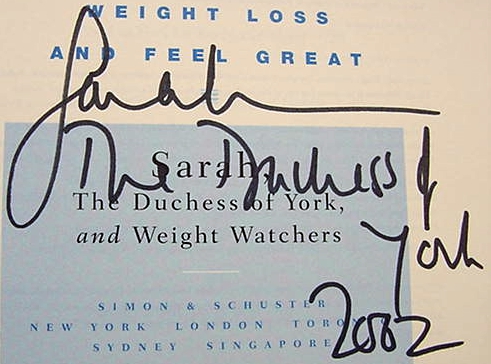 WEIGHT LOSS
AND FEEL GREAT
Sarah
The Duchess of
York
2002
Sarah,
The Duchess of York,
and Weight Watchers
SIMON & SCHUSTER
NEW YORK LONDON TORONTO
SYDNEY SINGAPORE